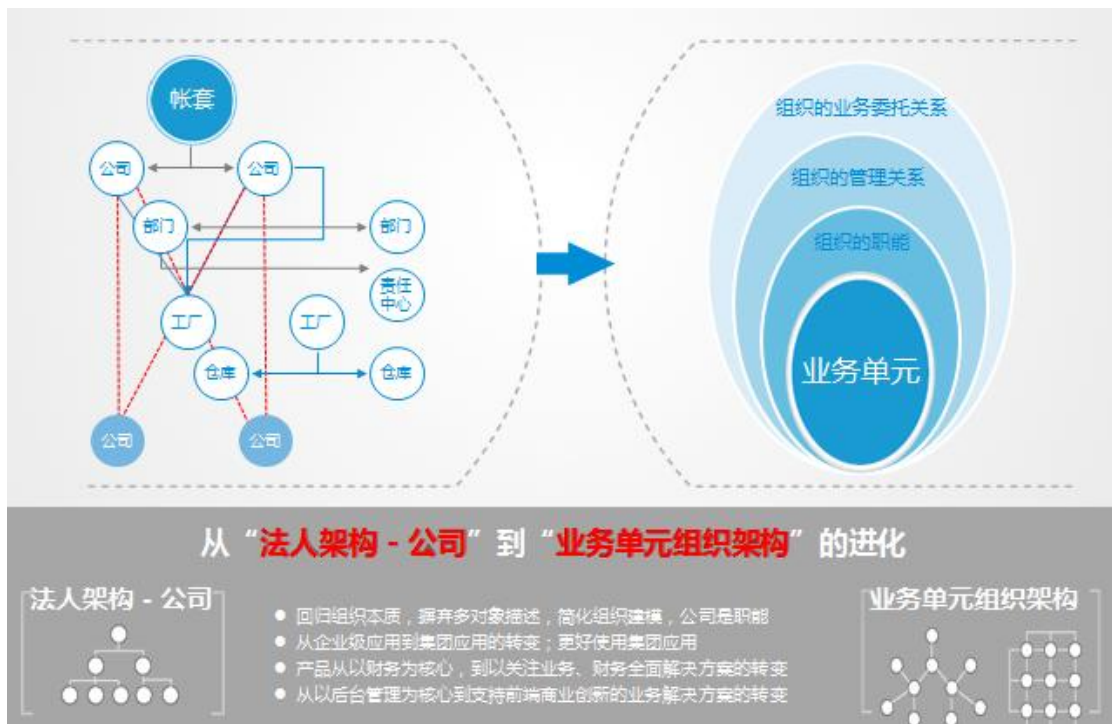 帐套
公司
公司
部门
部门
责任
中心
工厂
工厂
仓库
仓库
公司
公司
组织的业务委托关系
组织的管理关系
组织的职能
业务单元
从“法人架构 - 公司”到“业务单元组织架构”的进化
法人架构 - 公司
回归组织本质，摒弃多对象描述，简化组织建模，公司是职能
从企业级应用到集团应用的转变；更好使用集团应用
产品从以财务为核心，到以关注业务、财务全面解决方案的转变
从以后台管理为核心到支持前端商业创新的业务解决方案的转变
业务单元组织架构